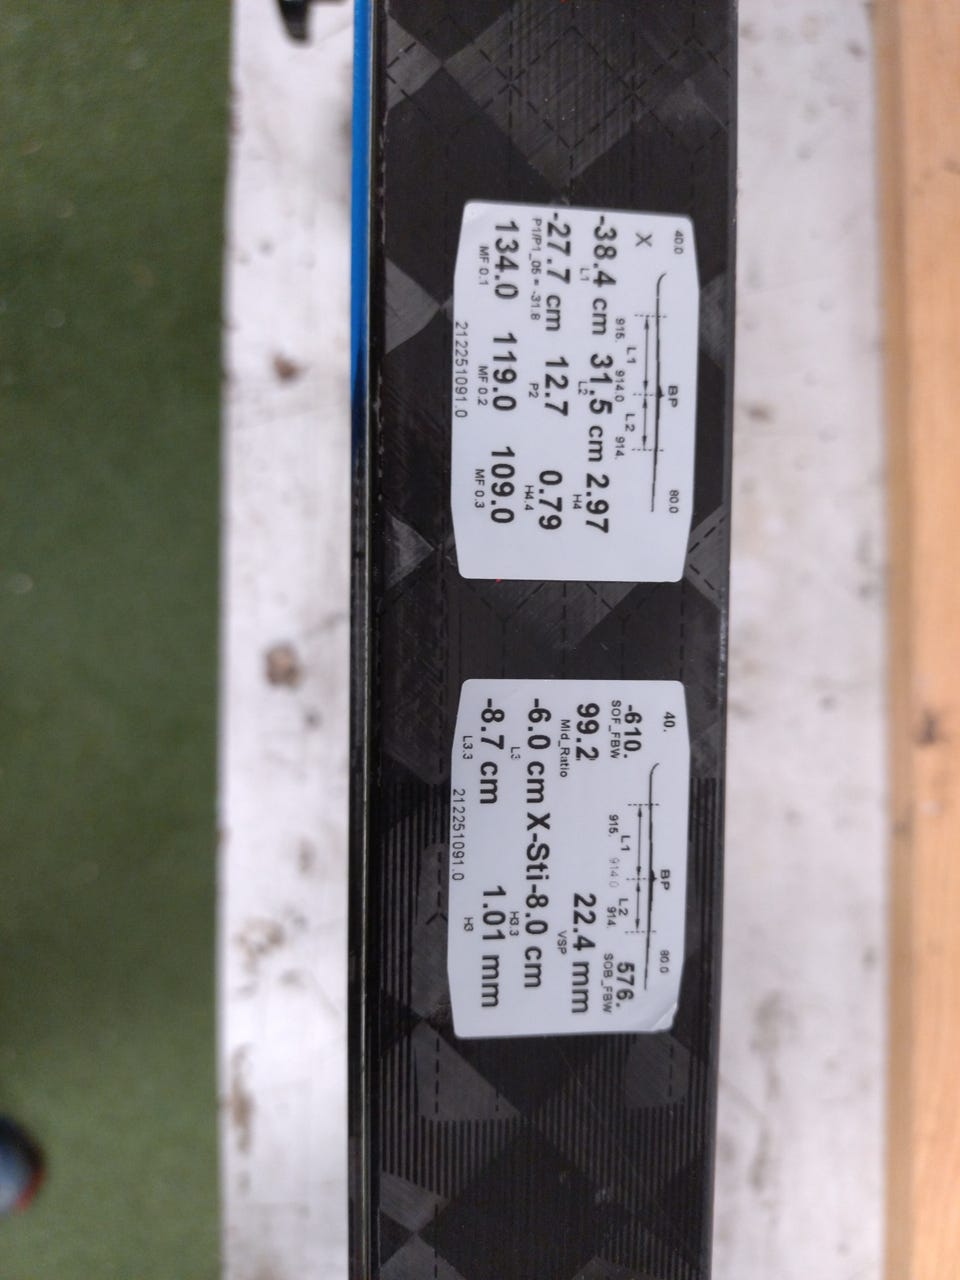 40.0 80.0
X BP
915. L1 914.0 L2 914.
-38.4 cm 31.5 cm 2.97
L1 L2 H4
-27.7 cm 12.7 0.79
P1/P1_05 = -31.8 P2 H4.4
134.0 119.0 109.0
MF 0.1 MF 0.2 MF 0.3
212251091.0
40. BP 80.0
L1 L2
915. 914.0 914.
-610. 576.
SOF_FBW SOB_FBW
99.2 22.4 mm
Mid_Ratio VSP
-6.0 cm X-Sti-8.0 cm
L3 H3.3
-8.7 cm 1.01 mm
L3.3 H3
212251091.0